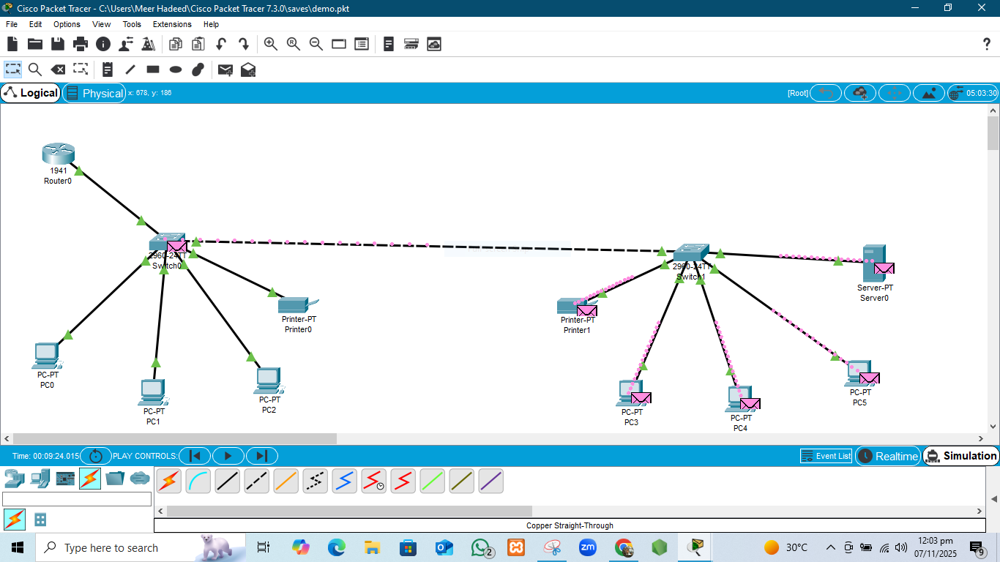 Cisco Packet Tracer - C:\Users\Meer Hadeed\Cisco Packet Tracer 7.3.0\saves\demo.pkt
File Edit Options View Tools Extensions Help
R
?
Logical Physical x: 678, y: 186 [Root] 05:03:30
1941
Router0
2960-24TT
Switch0
Printer-PT
Printer0
PC-PT
PC0
PC-PT
PC1
PC-PT
PC2
2960-24TT
Switch1
Server-PT
Server0
Printer-PT
Printer1
PC-PT
PC3
PC-PT
PC4
PC-PT
PC5
Time: 00:09:24.015 PLAY CONTROLS: Event List Realtime Simulation
Copper Straight-Through
Type here to search
2
zm
30°C
12:03 pm
07/11/2025
9